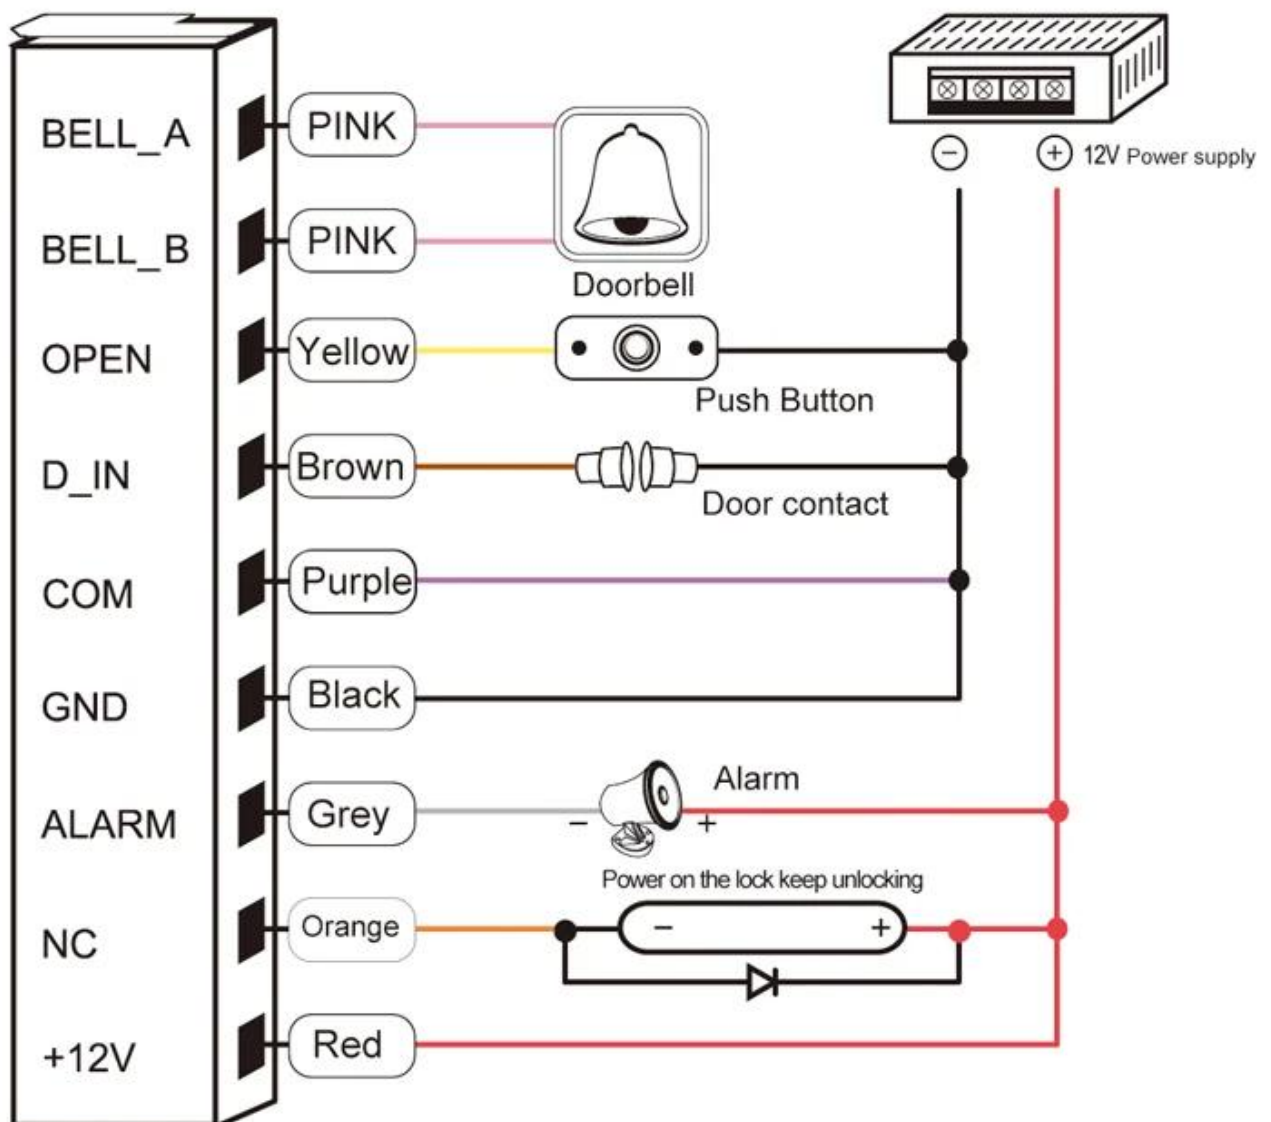 BELL_A
PINK
BELL_B
PINK
Doorbell
− + 12V Power supply
OPEN
Yellow
Push Button
D_IN
Brown
Door contact
COM
Purple
GND
Black
ALARM
Grey
Alarm
− +
Power on the lock keep unlocking
NC
Orange
− +
+12V
Red